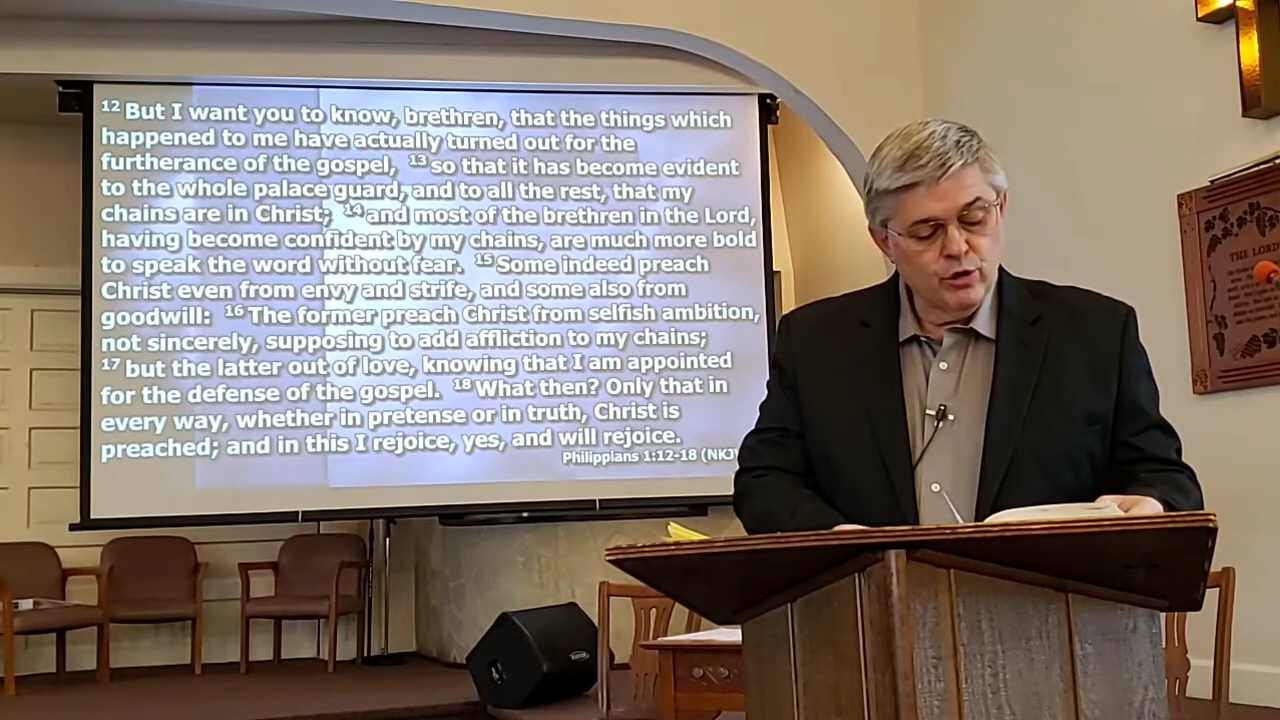 12 But I want you to know, brethren, that the things which
happened to me have actually turned out for the
furtherance of the gospel, 13 so that it has become evident
to the whole palace guard, and to all the rest, that my
chains are in Christ; 14 and most of the brethren in the Lord,
having become confident by my chains, are much more bold
to speak the word without fear. 15 Some indeed preach
Christ even from envy and strife, and some also from
goodwill: 16 The former preach Christ from selfish ambition,
not sincerely, supposing to add affliction to my chains;
17 but the latter out of love, knowing that I am appointed
for the defense of the gospel. 18 What then? Only that in
every way, whether in pretense or in truth, Christ is
preached; and in this I rejoice, yes, and will rejoice.
Philippians 1:12-18 (NKJ
THE LORD